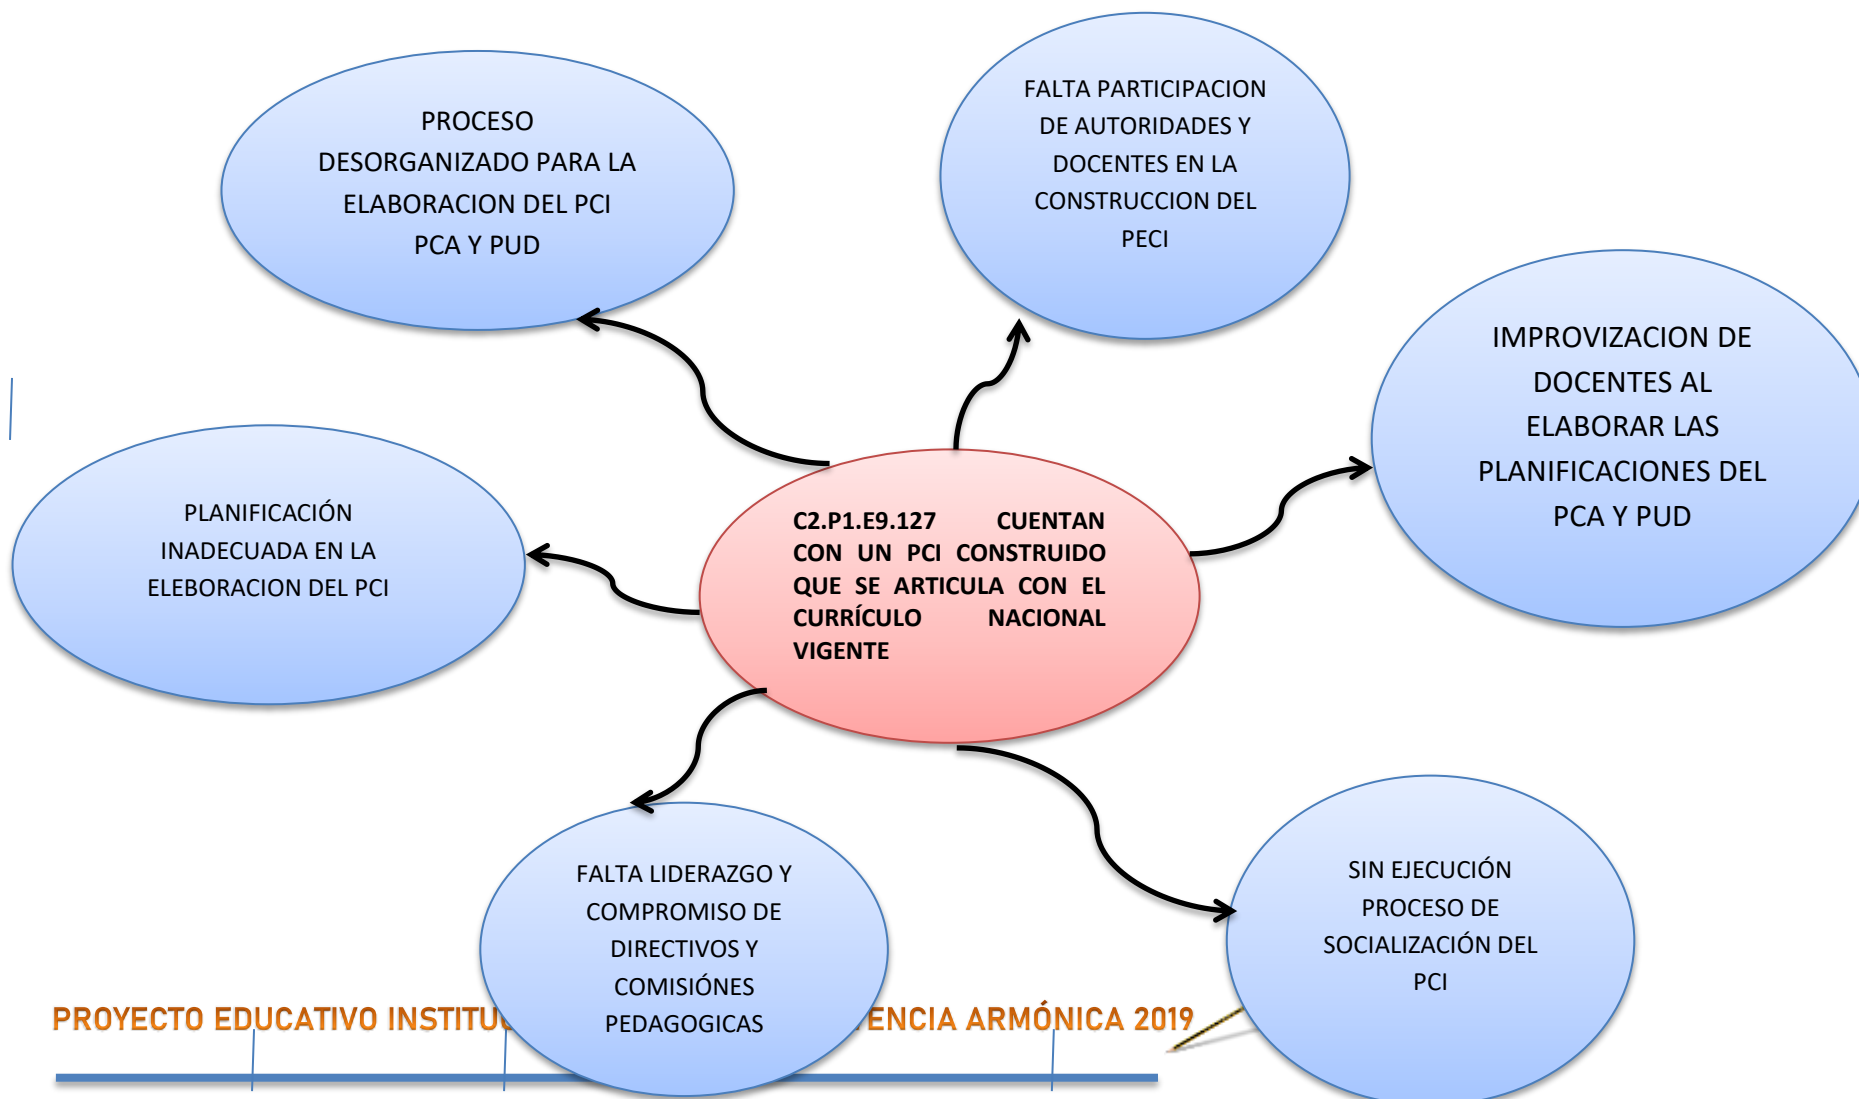 PROCESO
DESORGANIZADO PARA LA
ELABORACION DEL PCI
PCA Y PUD
FALTA PARTICIPACION
DE AUTORIDADES Y
DOCENTES EN LA
CONSTRUCCION DEL
PECI
IMPROVIZACION DE
DOCENTES AL
ELABORAR LAS
PLANIFICACIONES DEL
PCA Y PUD
PLANIFICACIÓN
INADECUADA EN LA
ELEBORACION DEL PCI
C2.P1.E9.127 CUENTAN
CON UN PCI CONSTRUIDO
QUE SE ARTICULA CON EL
CURRÍCULO NACIONAL
VIGENTE
FALTA LIDERAZGO Y
COMPROMISO DE
DIRECTIVOS Y
COMISIÓNES
PEDAGOGICAS
SIN EJECUCIÓN
PROCESO DE
SOCIALIZACIÓN DEL
PCI
PROYECTO EDUCATIVO ARMÓNICA 2019